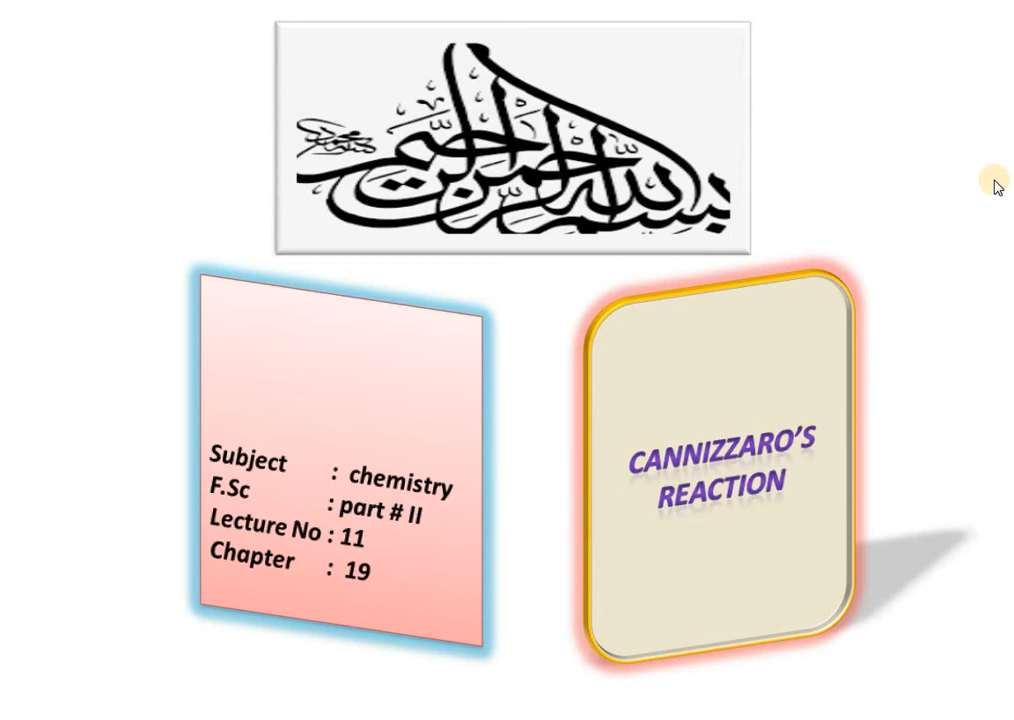 بسم الله الرحمن الرحيم
Subject : chemistry
F.Sc : part # II
Lecture No : 11
Chapter : 19
CANNIZZARO'S
REACTION